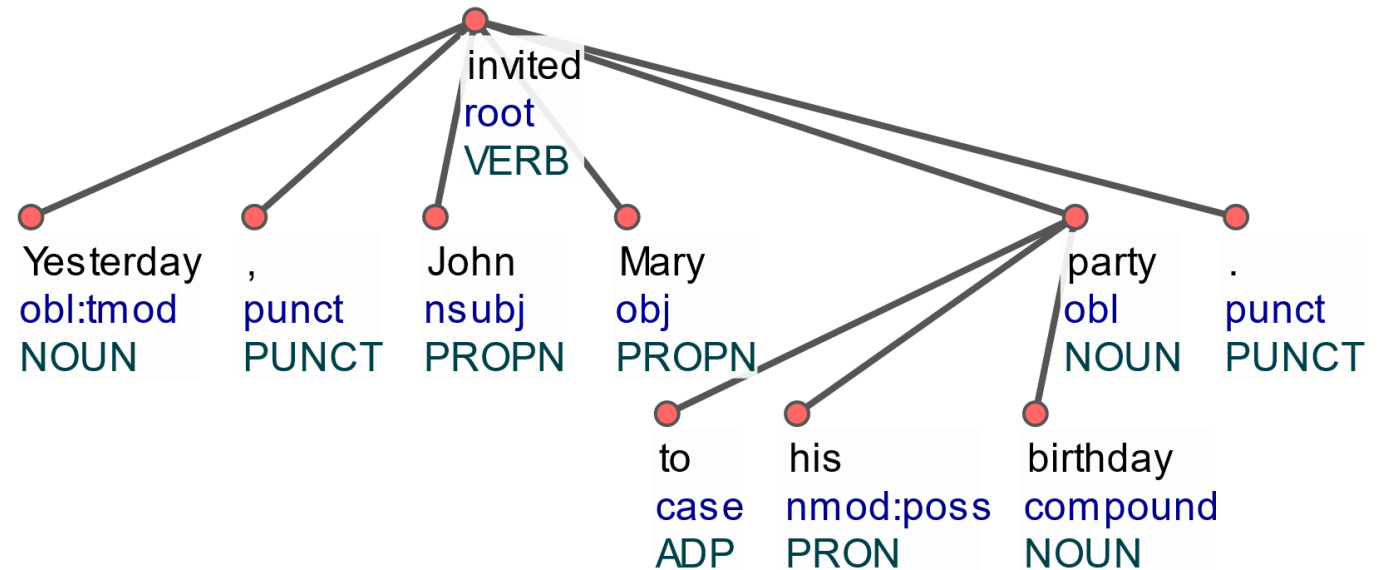 invited
root
VERB
Yesterday , John Mary party .
obl:tmod punct nsubj obj obl punct
NOUN PUNCT PROPN PROPN NOUN PUNCT
to his birthday
case nmod:poss compound
ADP PRON NOUN